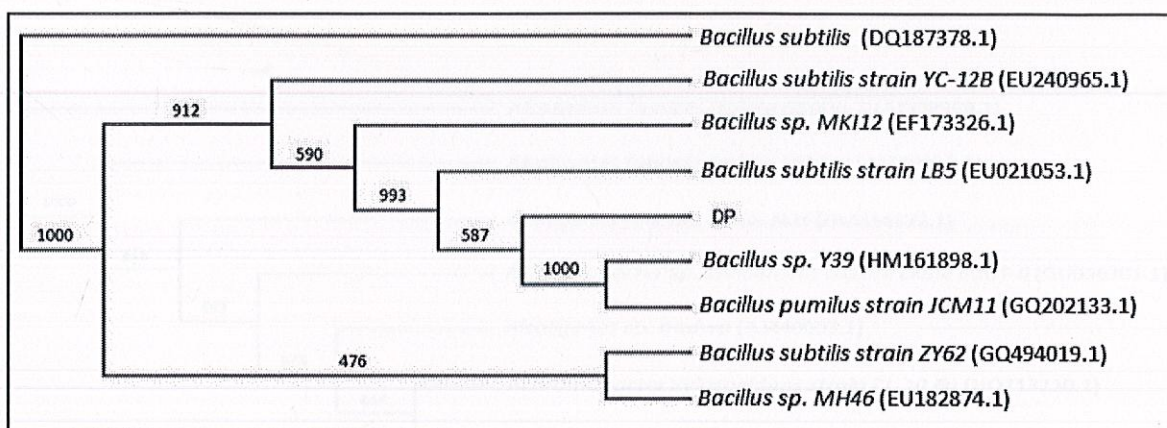 Bacillus subtilis (DQ187378.1)
Bacillus subtilis strain YC-12B (EU240965.1)
912
Bacillus sp. MKI12 (EF173326.1)
590
Bacillus subtilis strain LB5 (EU021053.1)
993
DP
1000
587
Bacillus sp. Y39 (HM161898.1)
1000
Bacillus pumilus strain JCM11 (GQ202133.1)
Bacillus subtilis strain ZY62 (GQ494019.1)
476
Bacillus sp. MH46 (EU182874.1)